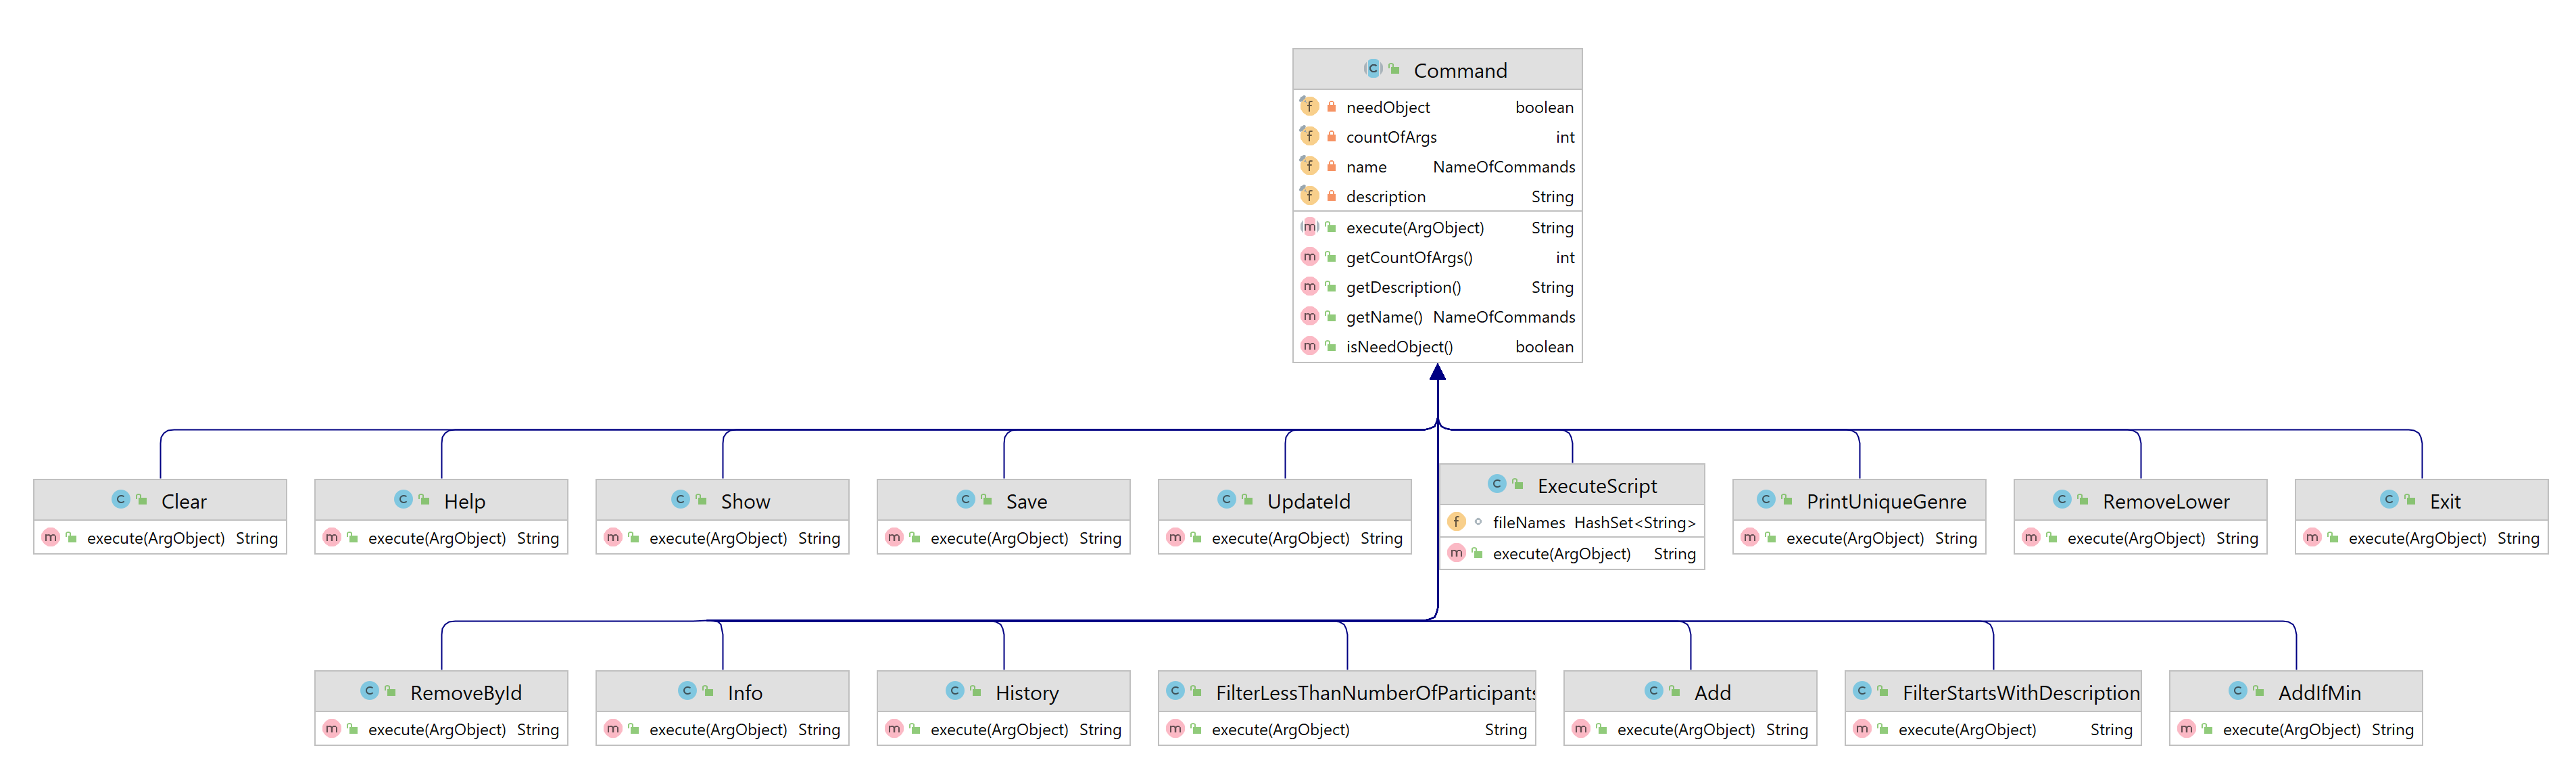 Command
needObject boolean
countOfArgs int
name NameOfCommands
description String
execute(ArgObject) String
getCountOfArgs() int
getDescription() String
getName() NameOfCommands
isNeedObject() boolean
Clear
execute(ArgObject) String
Help
execute(ArgObject) String
Show
execute(ArgObject) String
Save
execute(ArgObject) String
UpdateId
execute(ArgObject) String
ExecuteScript
fileNames HashSet<String>
execute(ArgObject) String
PrintUniqueGenre
execute(ArgObject) String
RemoveLower
execute(ArgObject) String
Exit
execute(ArgObject) String
RemoveById
execute(ArgObject) String
Info
execute(ArgObject) String
History
execute(ArgObject) String
FilterLessThanNumberOfParticipants
execute(ArgObject) String
Add
execute(ArgObject) String
FilterStartsWithDescription
execute(ArgObject) String
AddIfMin
execute(ArgObject) String